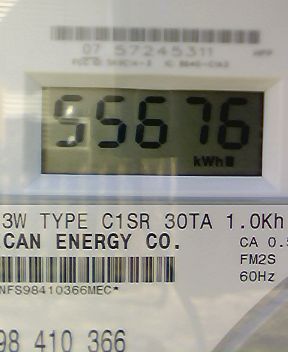 07 57245311
55676
kWh
3W TYPE C1SR 30TA 1.0Kh
CAN ENERGY CO.
CA 0.5
FM2S
60Hz
NFS98410366MEC*
98 410 366